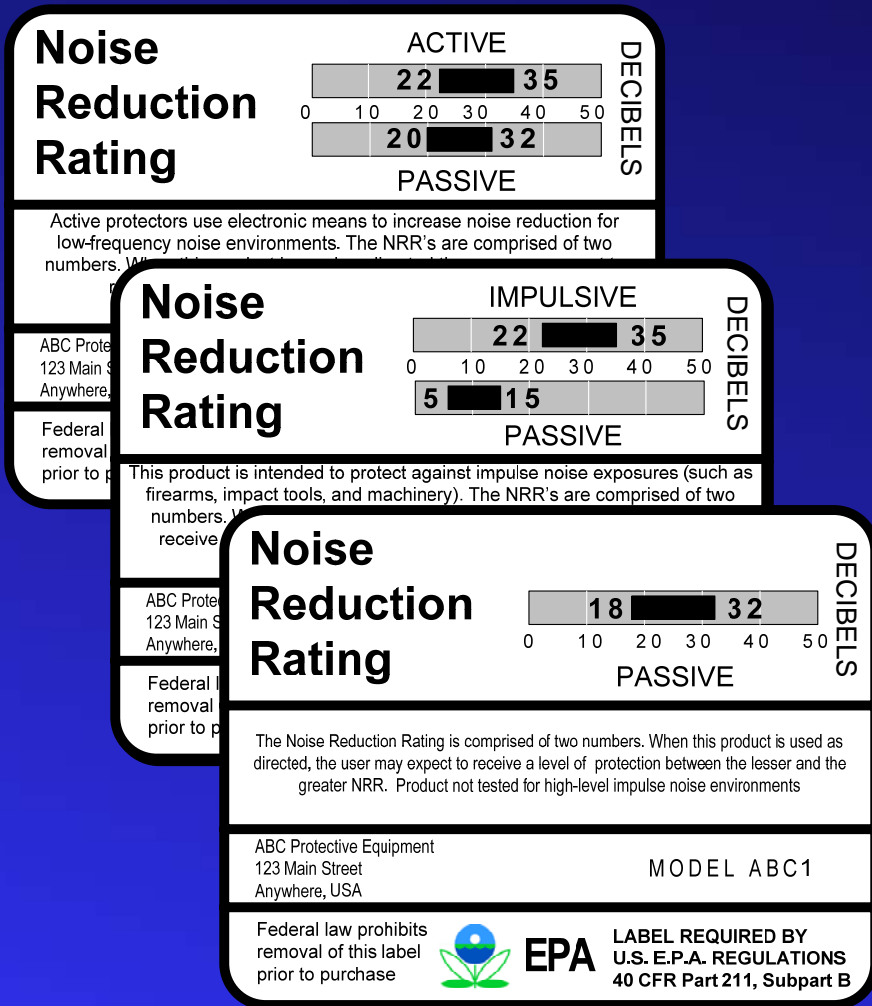 Noise
Reduction
Rating
ACTIVE
22 35
0 10 20 30 40 50
20 32
PASSIVE
DECIBELS
Active protectors use electronic means to increase noise reduction for
low-frequency noise environments. The NRR's are comprised of two
numbers.
ABC
123 Main
Anywhere,
Federal
removal
prior to
Noise
Reduction
Rating
IMPULSIVE
22 35
0 10 20 30 40 50
5 15
PASSIVE
DECIBELS
This product is intended to protect against impulse noise exposures (such as
firearms, impact tools, and machinery). The NRR's are comprised of two
numbers.
receive
ABC
123 Main
Anywhere,
Federal
removal
prior to
Noise
Reduction
Rating
18 32
0 10 20 30 40 50
PASSIVE
DECIBELS
The Noise Reduction Rating is comprised of two numbers. When this product is used as
directed, the user may expect to receive a level of protection between the lesser and the
greater NRR. Product not tested for high-level impulse noise environments
ABC Protective Equipment
123 Main Street
Anywhere, USA
MODEL ABC1
Federal law prohibits
removal of this label
prior to purchase
EPA
LABEL REQUIRED BY
U.S. E.P.A. REGULATIONS
40 CFR Part 211, Subpart B